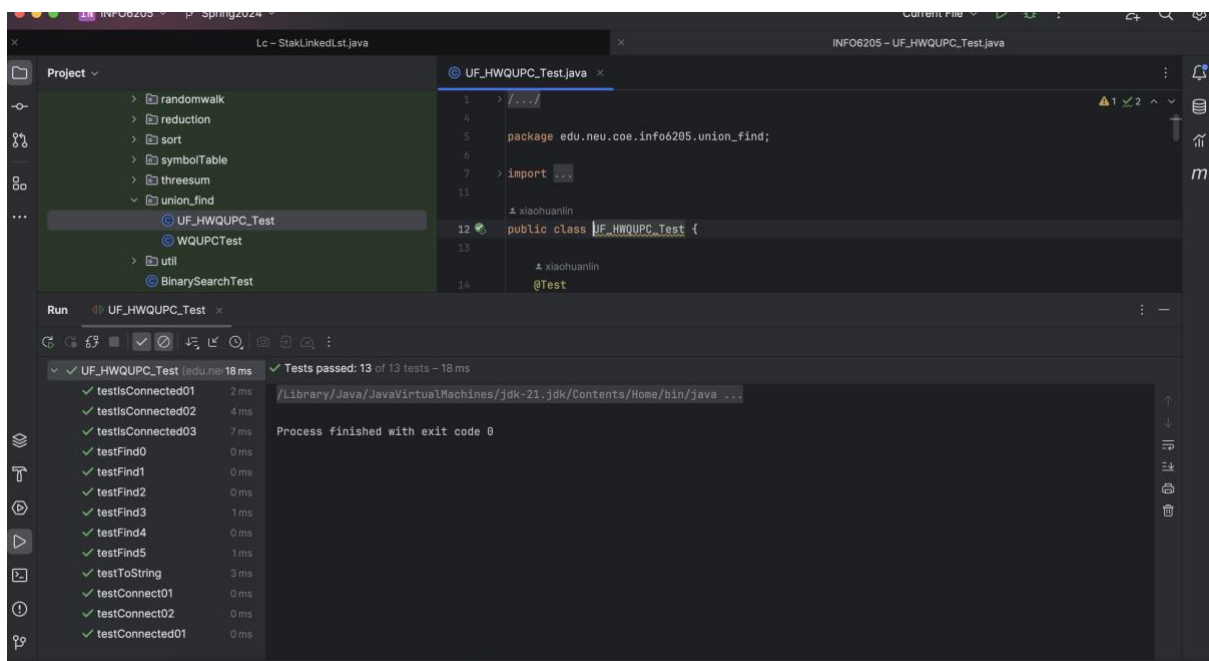 IN INFO6205 Spring2024 Current File
Lc – StakLinkedLst.java INFO6205 – UF_HWQUPC_Test.java
Project UF_HWQUPC_Test.java
randomwalk
reduction
sort
symbolTable
threesum
union_find
UF_HWQUPC_Test
WQUPCTest
util
BinarySearchTest
1 /.../ 1 2
4
5 package edu.neu.coe.info6205.union_find;
6
7 import ...
11
xiaohuanlin
12 public class UF_HWQUPC_Test {
13
xiaohuanlin
14 @Test
Run UF_HWQUPC_Test
UF_HWQUPC_Test (edu.nei 18 ms
testIsConnected01 2 ms
testIsConnected02 4 ms
testIsConnected03 7 ms
testFind0 0 ms
testFind1 0 ms
testFind2 0 ms
testFind3 1 ms
testFind4 0 ms
testFind5 1 ms
testToString 3 ms
testConnect01 0 ms
testConnect02 0 ms
testConnected01 0 ms
Tests passed: 13 of 13 tests – 18 ms
/Library/Java/JavaVirtualMachines/jdk-21.jdk/Contents/Home/bin/java ...
Process finished with exit code 0
m